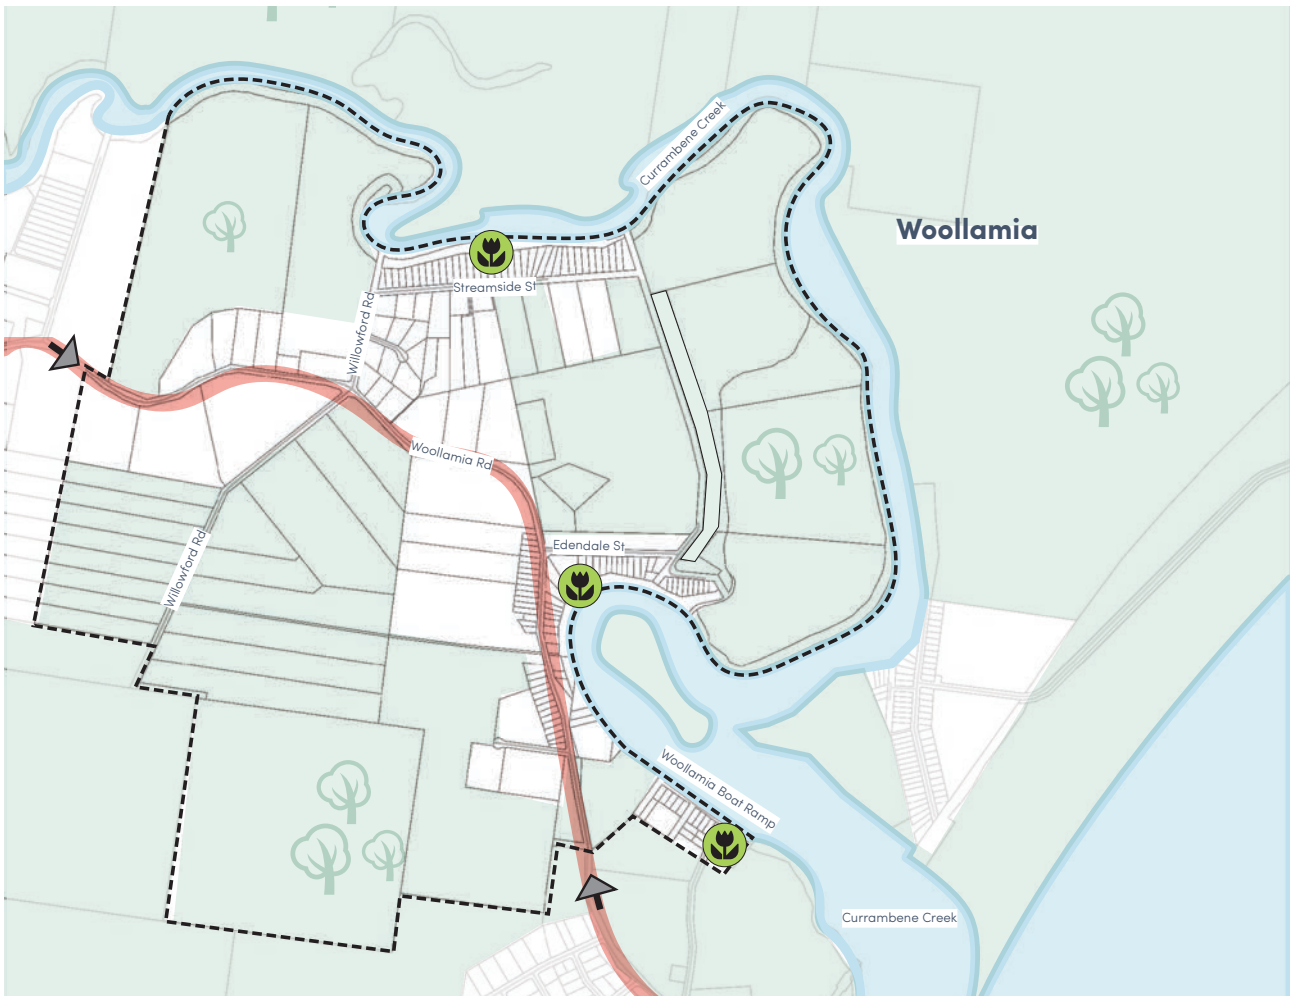 Currambene Creek
Woollamia
Streamside St
Willowford Rd
Woollamia Rd
Edendale St
Willowford Rd
Woollamia Boat Ramp
Currambene Creek